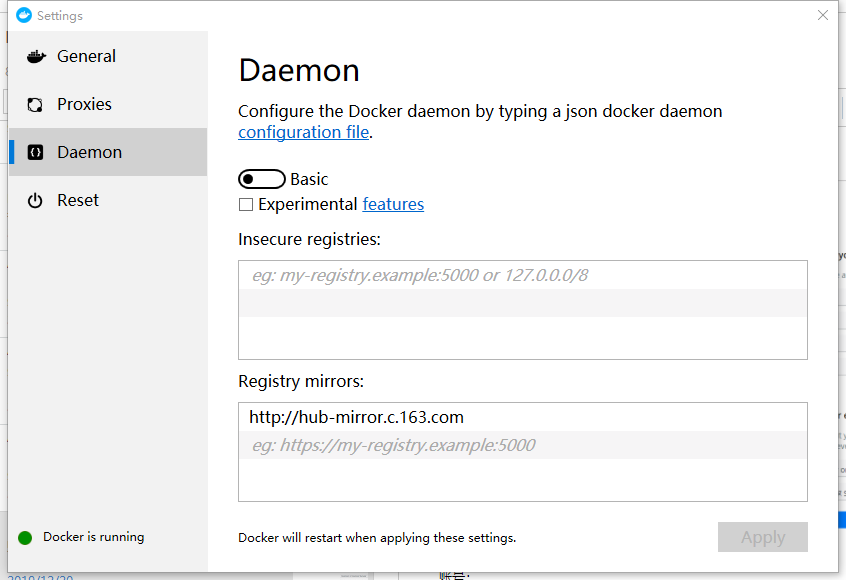 Settings
General
Proxies
Daemon
Reset
Daemon
Configure the Docker daemon by typing a json docker daemon
configuration file.
Basic
Experimental features
Insecure registries:
eg: my-registry.example:5000 or 127.0.0.0/8
Registry mirrors:
http://hub-mirror.c.163.com
eg: https://my-registry.example:5000
Docker is running
Docker will restart when applying these settings.
Apply